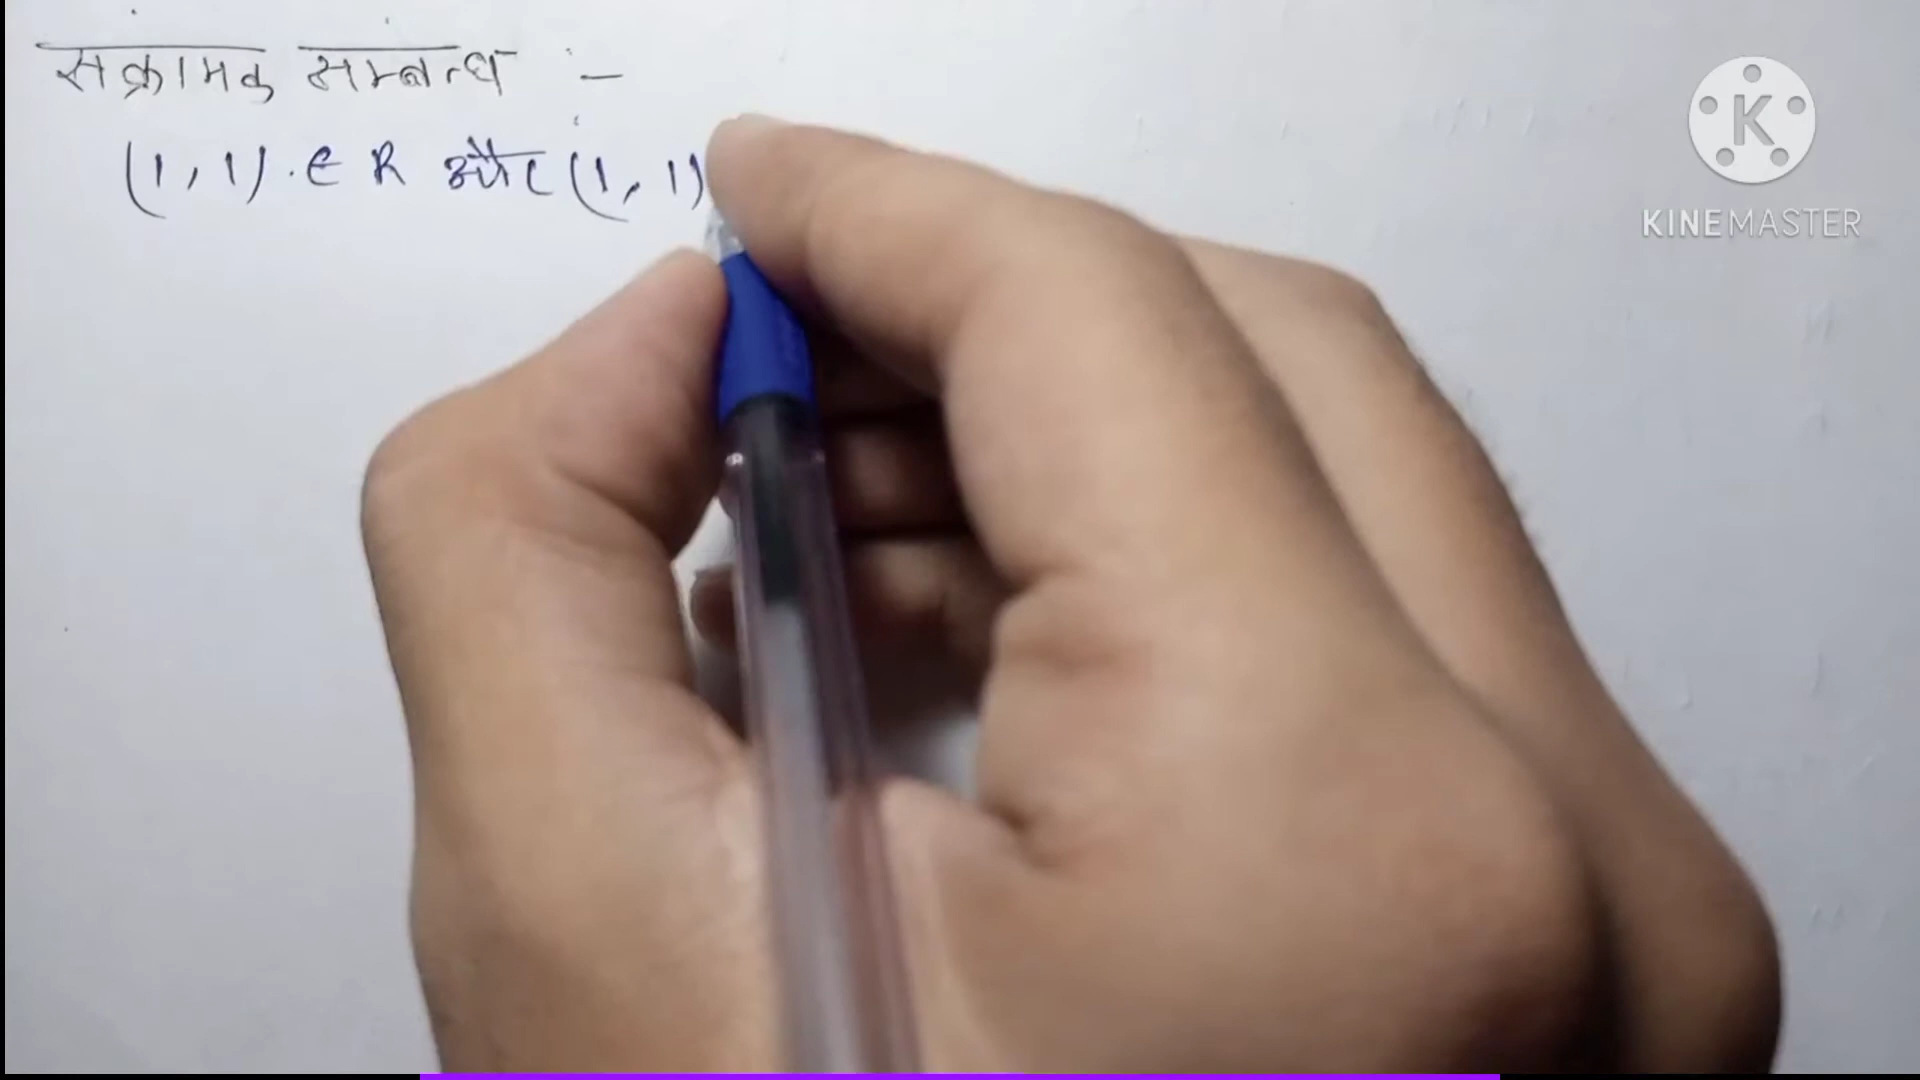 सक्रामक सम्बन्ध :-
(1, 1) ∈ R और (1, 1)
KINEMASTER